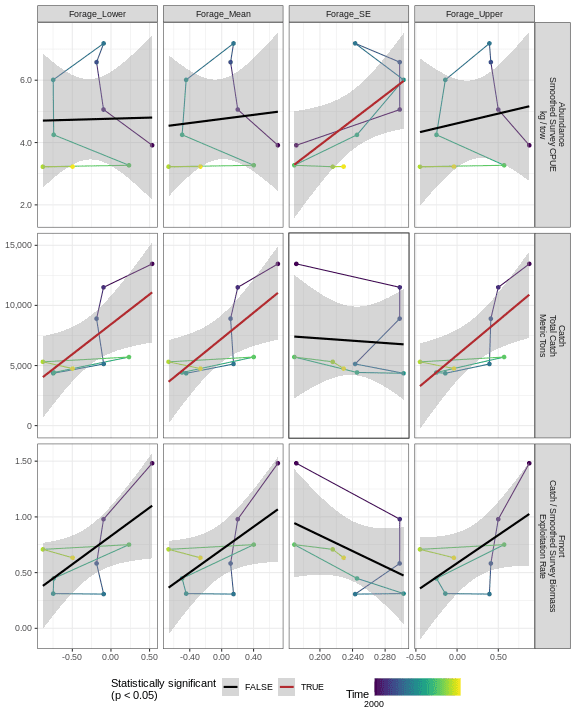 Forage_Lower Forage_Mean Forage_SE Forage_Upper
6.0
4.0
2.0
Abundance
Smoothed Survey CPUE
kg / tow
15,000
10,000
5,000
0
Catch
Total Catch
Metric Tons
1.50
1.00
0.50
0.00
Fmort
Catch / Smoothed Survey Biomass
Exploitation Rate
-0.50 0.00 0.50 -0.40 0.00 0.40 0.200 0.240 0.280 -0.50 0.00 0.50
Statistically significant
(p < 0.05)
FALSE TRUE
Time
2000